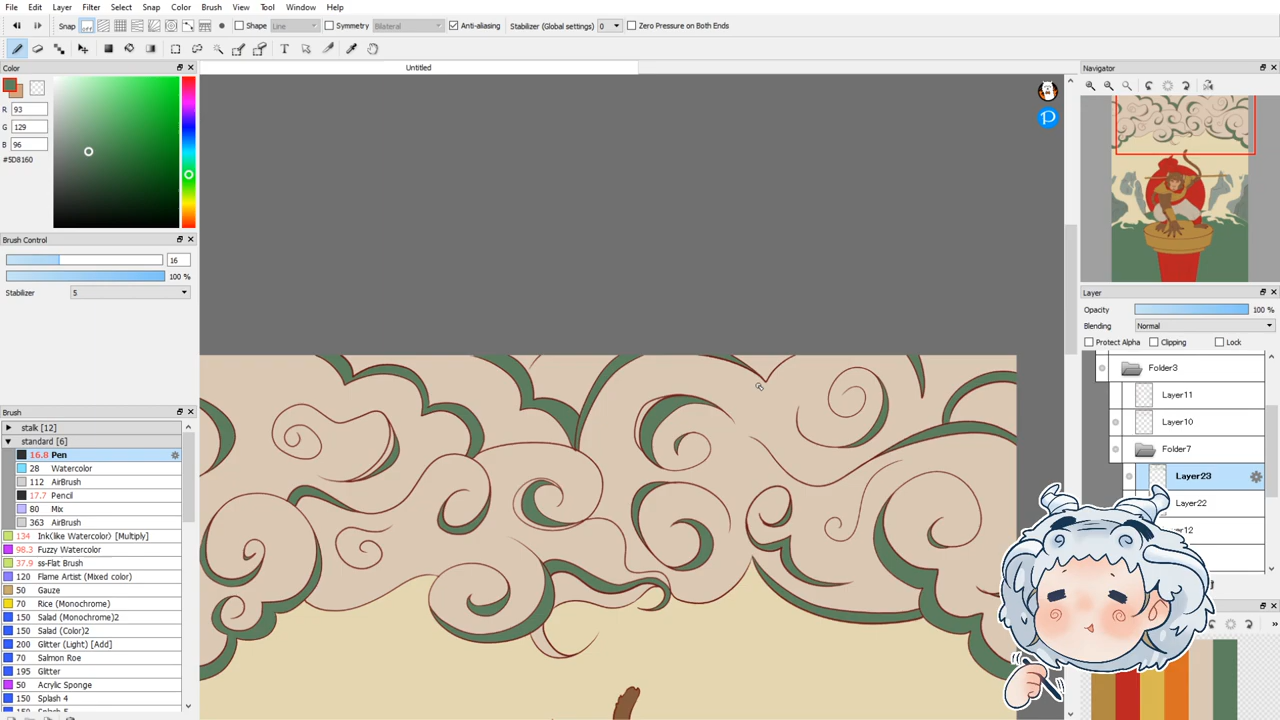 File Edit Layer Filter Select Snap Color Brush View Tool Window Help
Snap OFF Shape Line Symmetry Bilateral Anti-aliasing Stabilizer (Global settings) 0 Zero Pressure on Both Ends
Untitled
Color
R 93
G 129
B 96
#5D8160
Brush Control
16
100 %
Stabilizer 5
Brush
stalk [12]
standard [6]
16.8 Pen
28 Watercolor
112 AirBrush
17.7 Pencil
80 Mix
363 AirBrush
134 Ink(like Watercolor) [Multiply]
98.3 Fuzzy Watercolor
37.9 ss-Flat Brush
120 Flame Artist (Mixed color)
50 Gauze
70 Rice (Monochrome)
150 Salad (Monochrome)2
150 Salad (Color)2
200 Glitter (Light) [Add]
70 Salmon Roe
195 Glitter
50 Acrylic Sponge
150 Splash 4
150 Splash 5
Navigator
Layer
Opacity 100 %
Blending Normal
Protect Alpha Clipping Lock
Folder3
Layer11
Layer10
Folder7
Layer23
Layer22